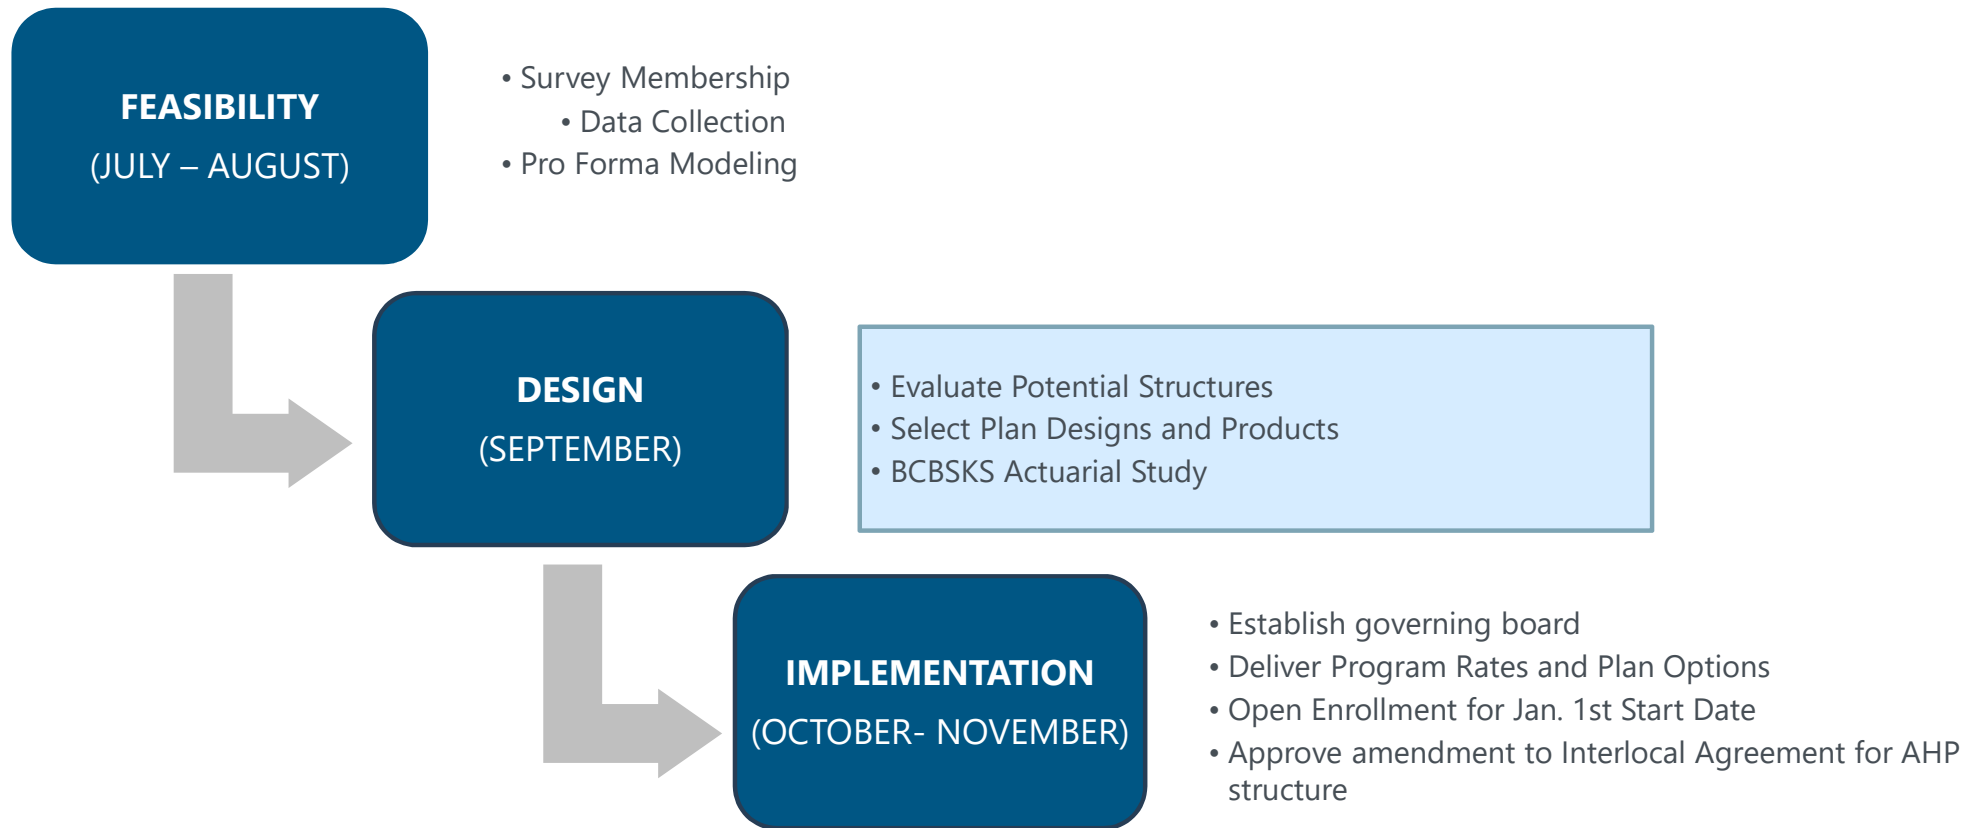 FEASIBILITY
(JULY – AUGUST)
• Survey Membership
• Data Collection
• Pro Forma Modeling
DESIGN
(SEPTEMBER)
• Evaluate Potential Structures
• Select Plan Designs and Products
• BCBSKS Actuarial Study
IMPLEMENTATION
(OCTOBER- NOVEMBER)
• Establish governing board
• Deliver Program Rates and Plan Options
• Open Enrollment for Jan. 1st Start Date
• Approve amendment to Interlocal Agreement for AHP
structure